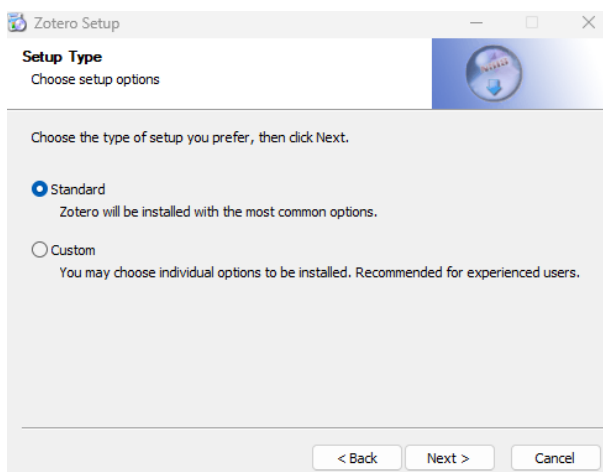 Zotero Setup
Setup Type
Choose setup options
Choose the type of setup you prefer, then click Next.
Standard
Zotero will be installed with the most common options.
Custom
You may choose individual options to be installed. Recommended for experienced users.
< Back
Next >
Cancel